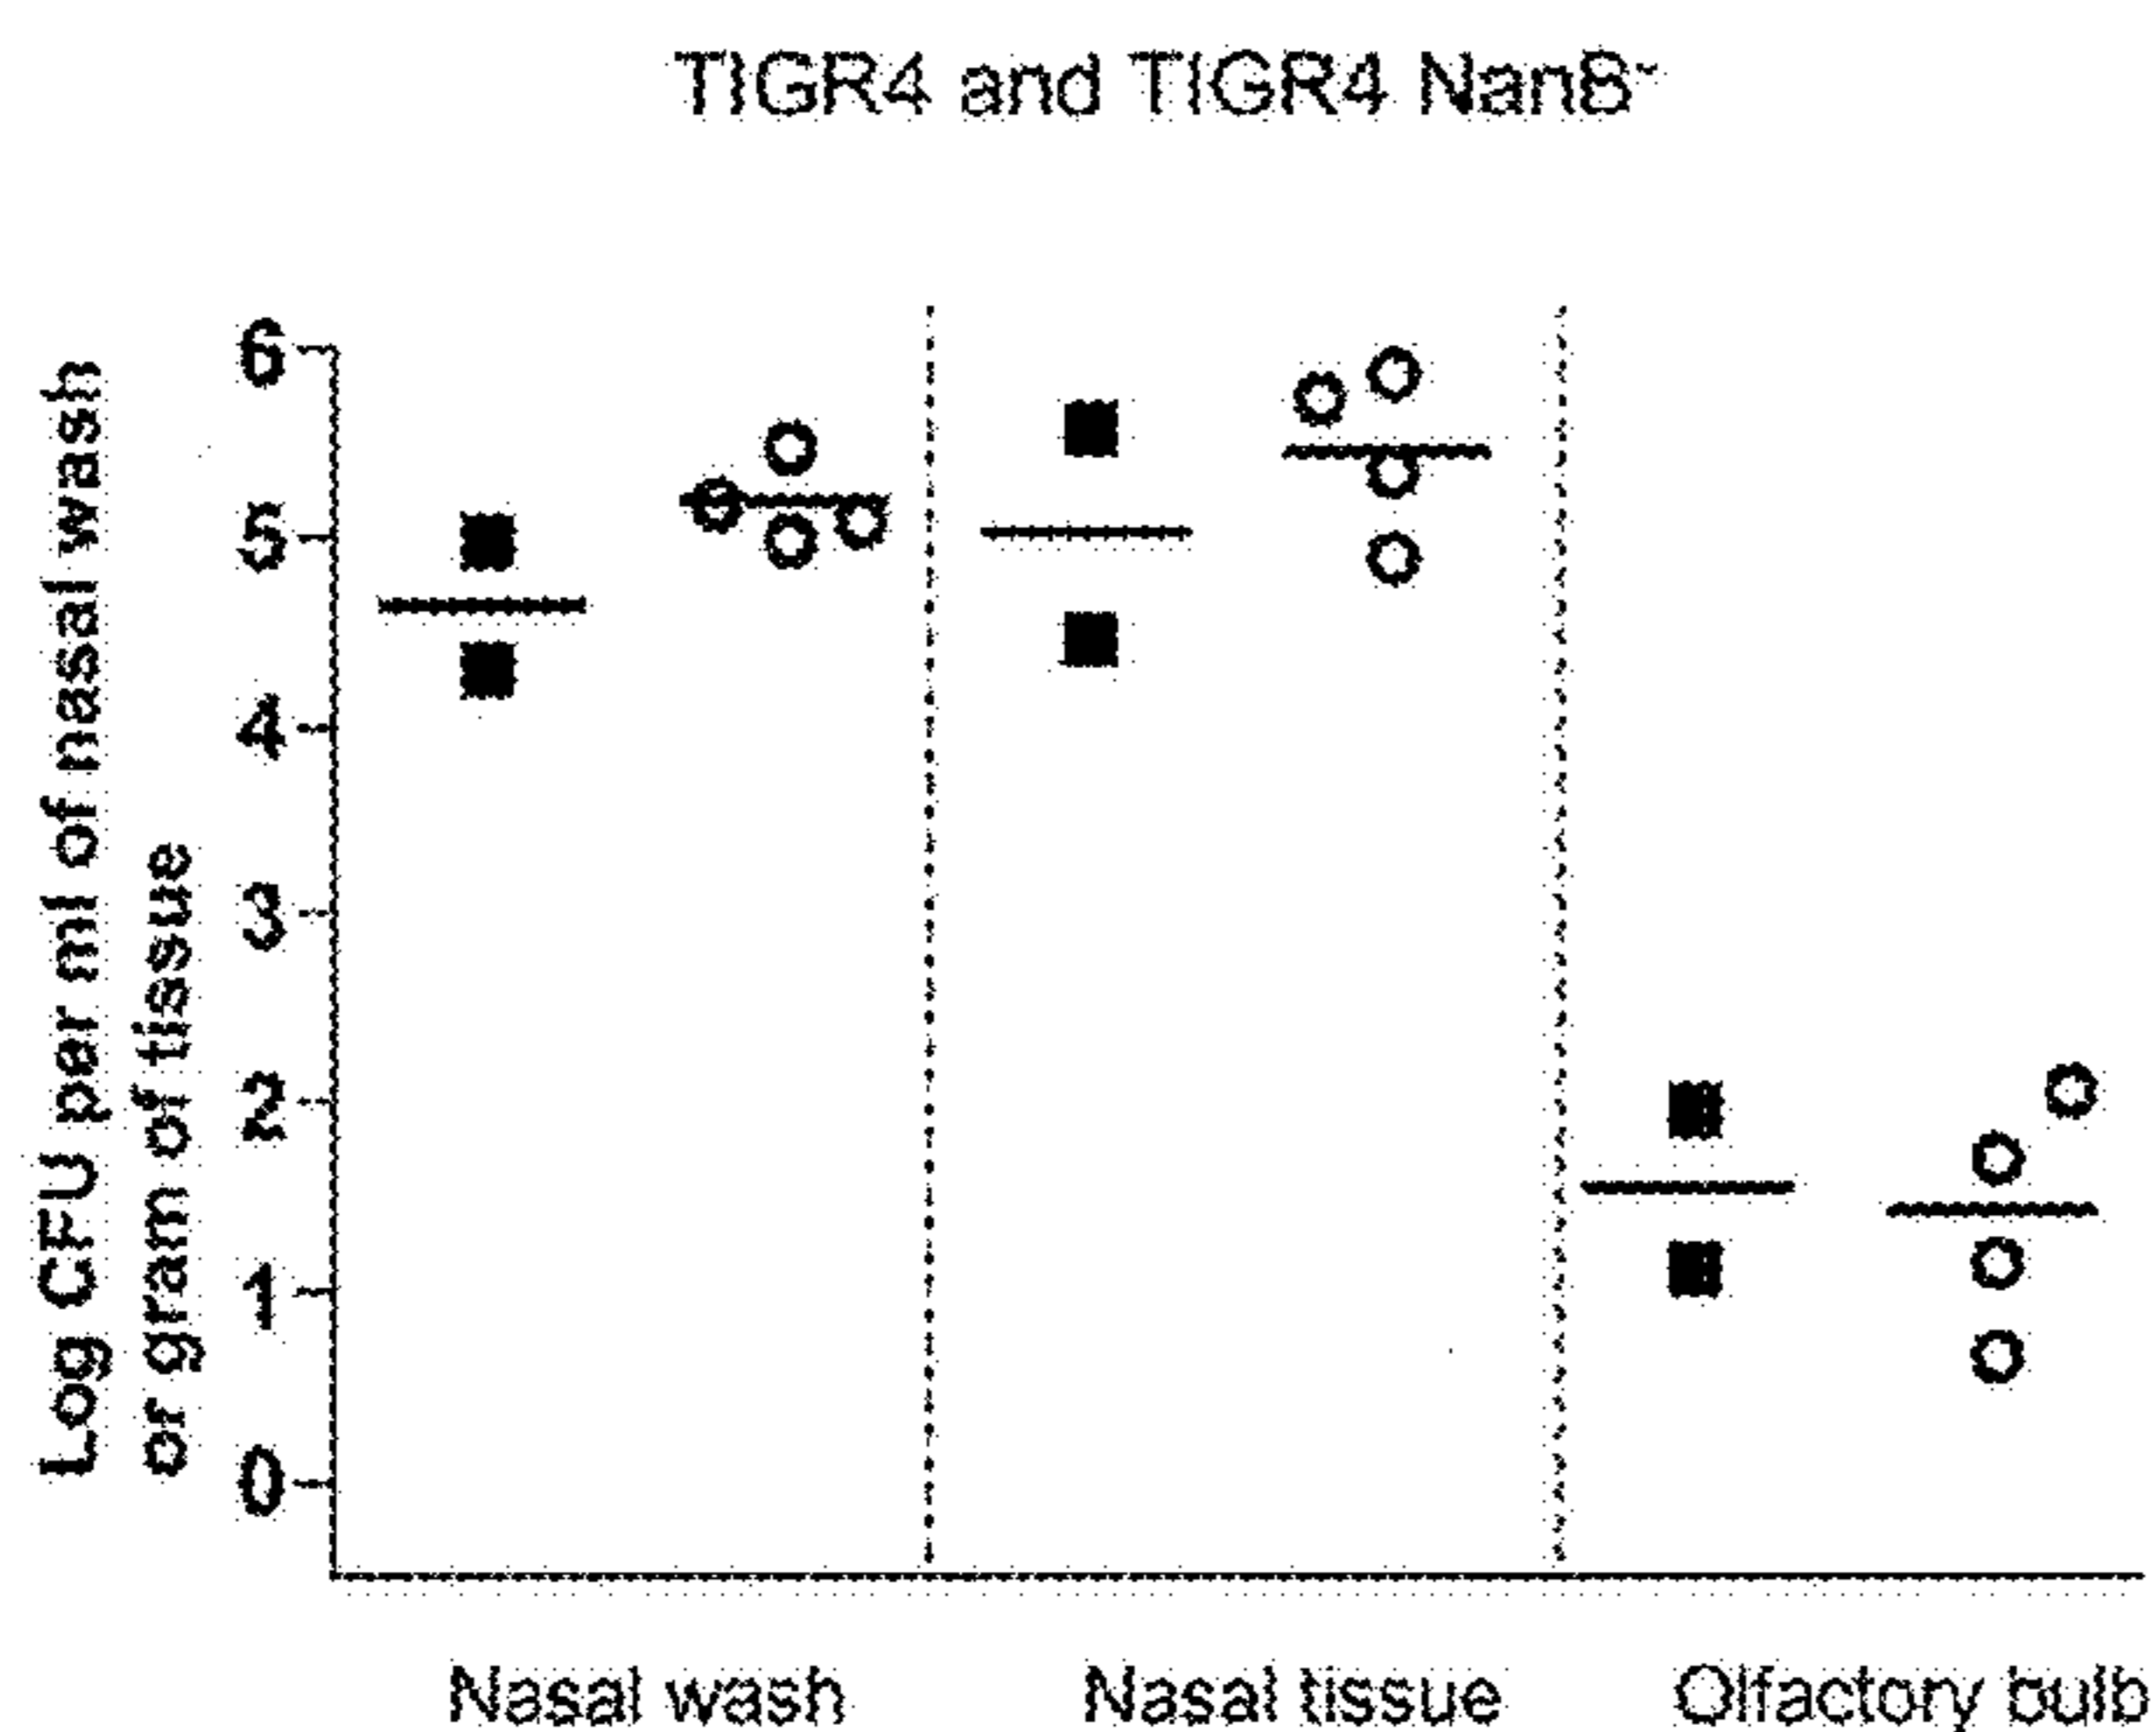 TIGR4 and TIGR4 Nan8-
Log CFU per ml of nasal wash
or gram of tissue
6
5
4
3
2
1
0
Nasal wash
Nasal tissue
Olfactory bulb